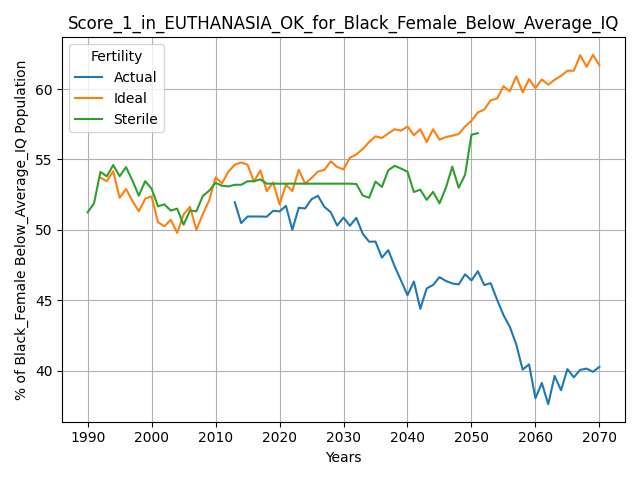 Score_1_in_EUTHANASIA_OK_for_Black_Female_Below_Average_IQ
% of Black_Female Below_Average_IQ Population
Fertility
Actual
Ideal
Sterile
60
55
50
45
40
1990 2000 2010 2020 2030 2040 2050 2060 2070
Years